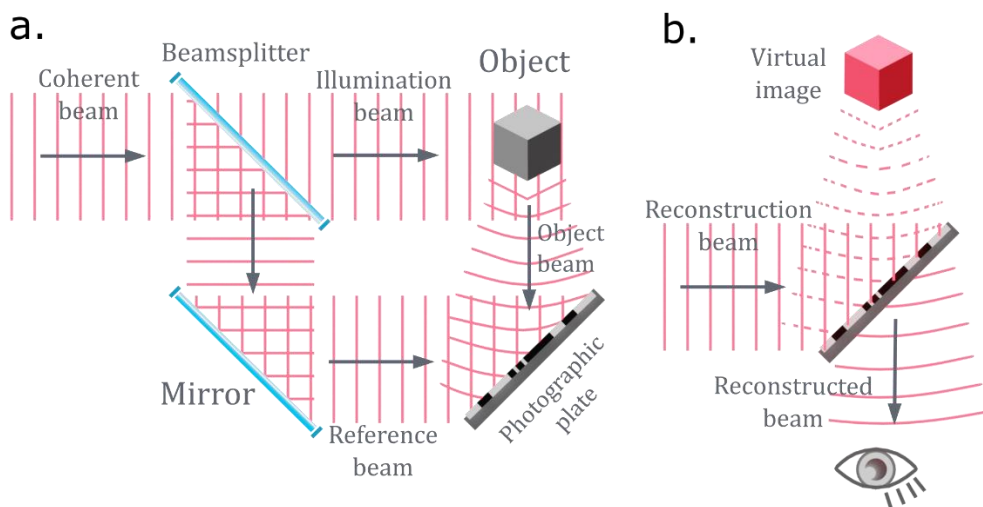 a.
Beamsplitter
Coherent
beam
Illumination
beam
Object
Object
beam
Mirror
Reference
beam
Photographic
plate
b.
Virtual
image
Reconstruction
beam
Reconstructed
beam